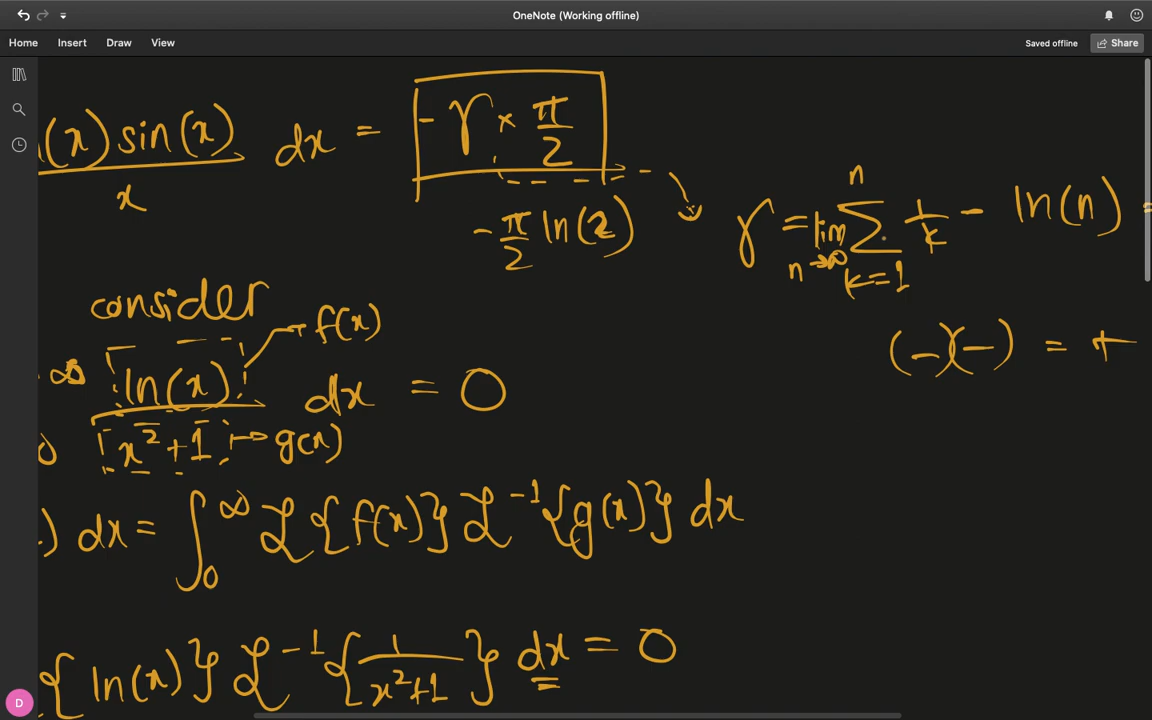 OneNote (Working offline)
Home Insert Draw View Saved offline Share
(x) sin(x) / x dx = - γ × π/2
- π/2 ln(2)
γ = lim n→∞ ∑ k=1 n 1/k - ln(n) =
consider
(-)(-) = +
f(x)
∞ ln(x) / x² + 1 dx = 0
g(x)
) dx = ∫₀^∞ ℒ{f(x)} ℒ⁻¹{g(x)} dx
{ln(x)} ℒ⁻¹{1 / x²+1} dx = 0
D